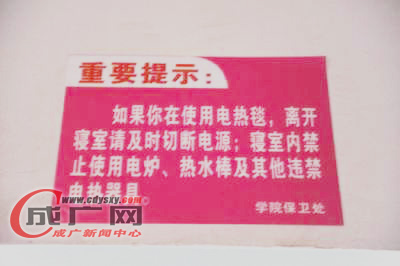 重要提示：
如果你在使用电热毯，离开
寝室请及时切断电源；寝室内禁
止使用电炉、热水棒及其他违禁
电热器具
学院保卫处
www.cdysky.com
成广网
成广新闻中心